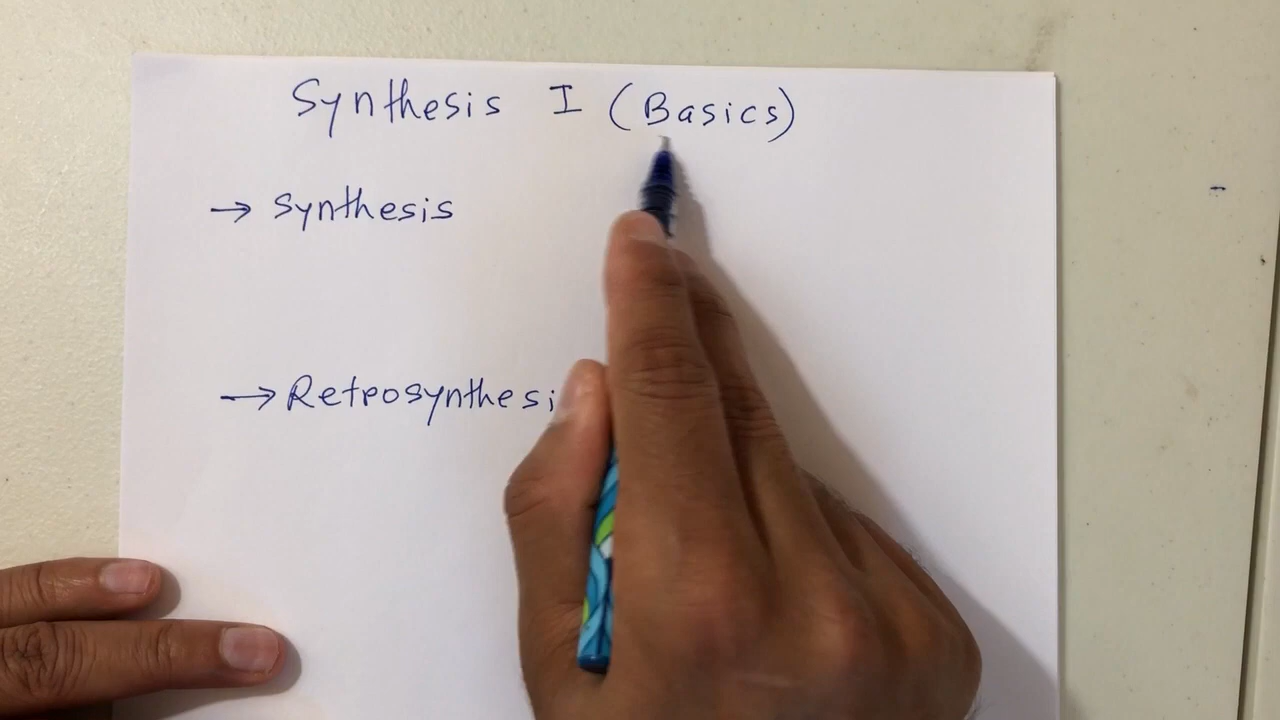 Synthesis I (Basics)
→ Synthesis
→ Retrosynthesi